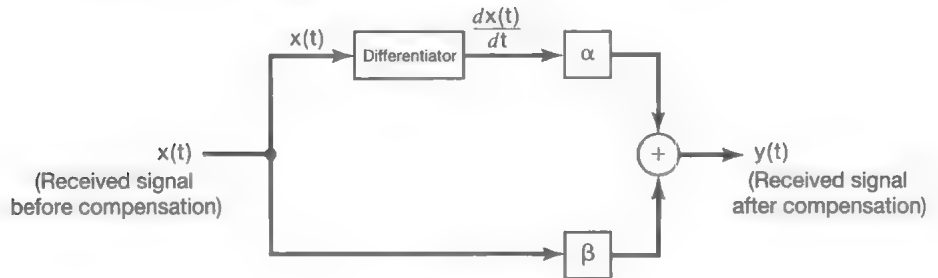 x(t)
dx(t)
dt
Differentiator
α
x(t)
(Received signal
before compensation)
+
y(t)
(Received signal
after compensation)
β